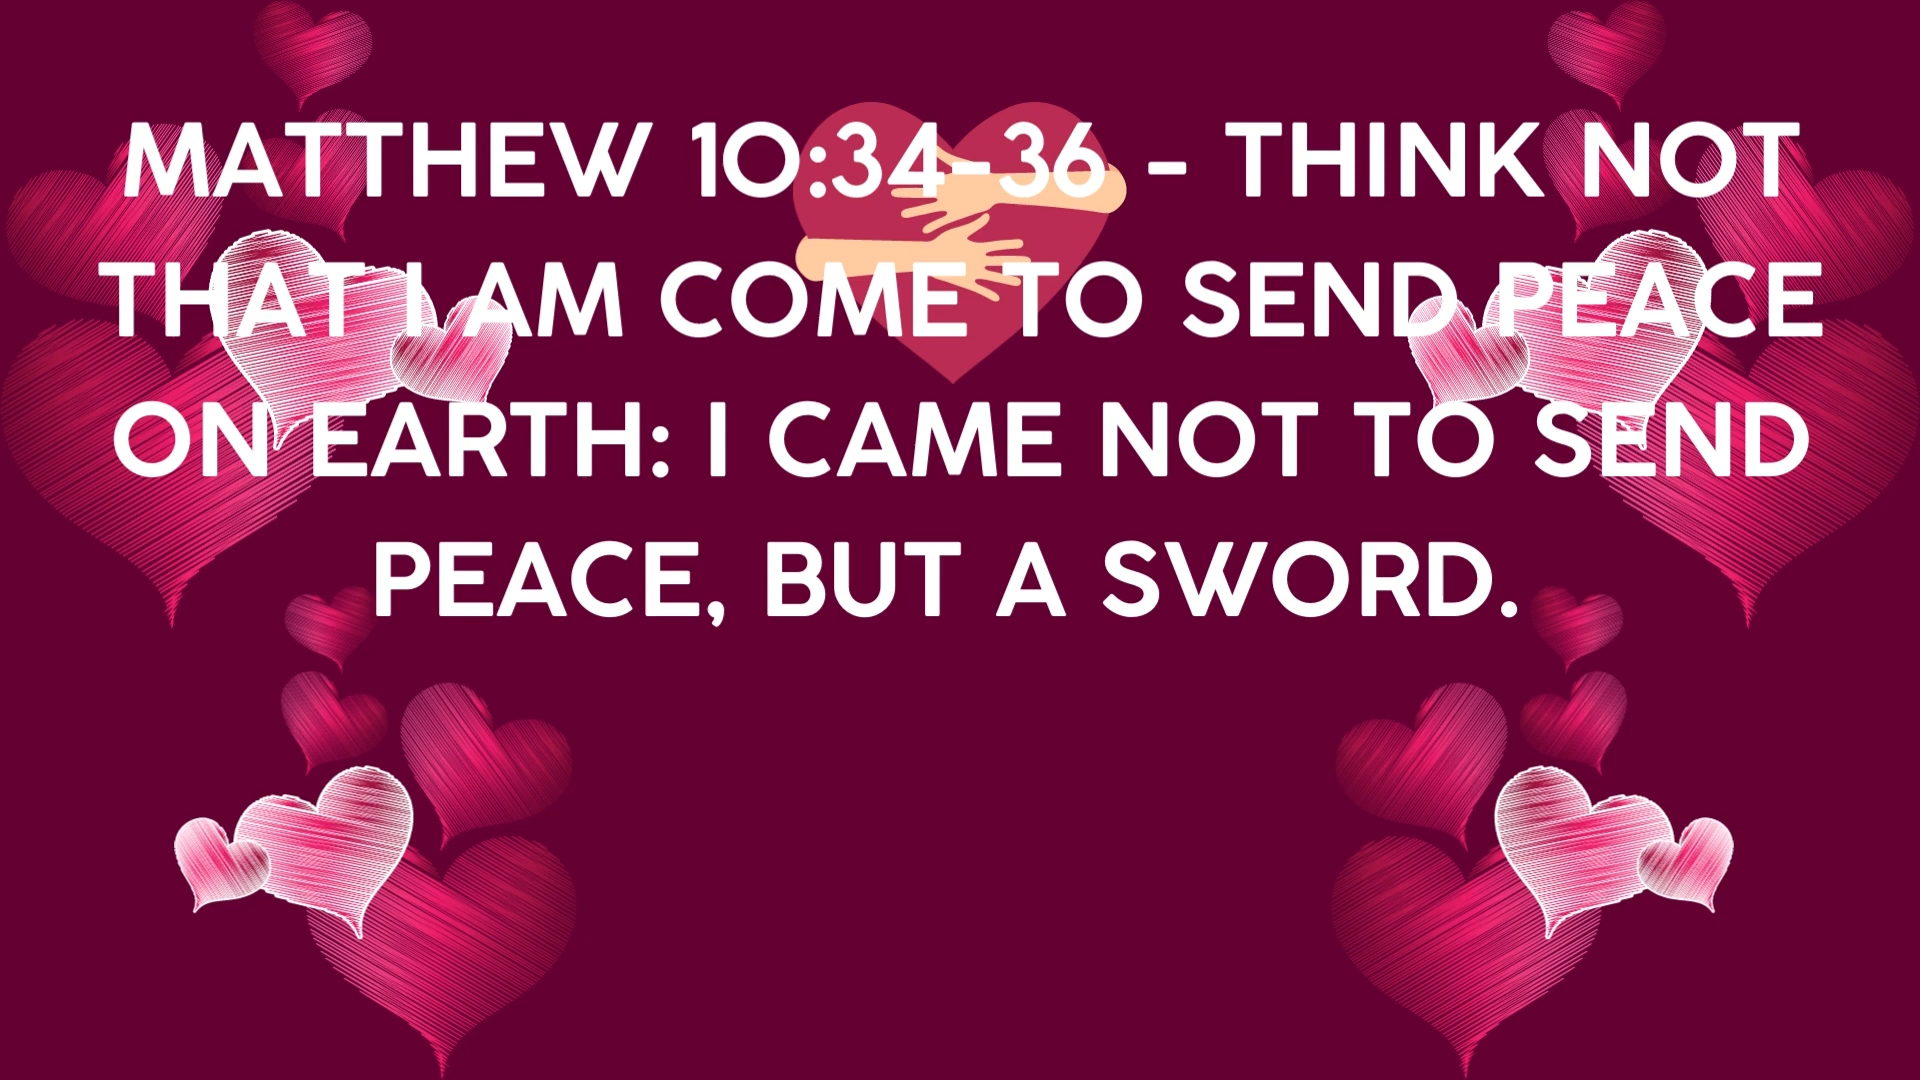 MATTHEW 10:34-36 - THINK NOT
THAT I AM COME TO SEND PEACE
ON EARTH: I CAME NOT TO SEND
PEACE, BUT A SWORD.